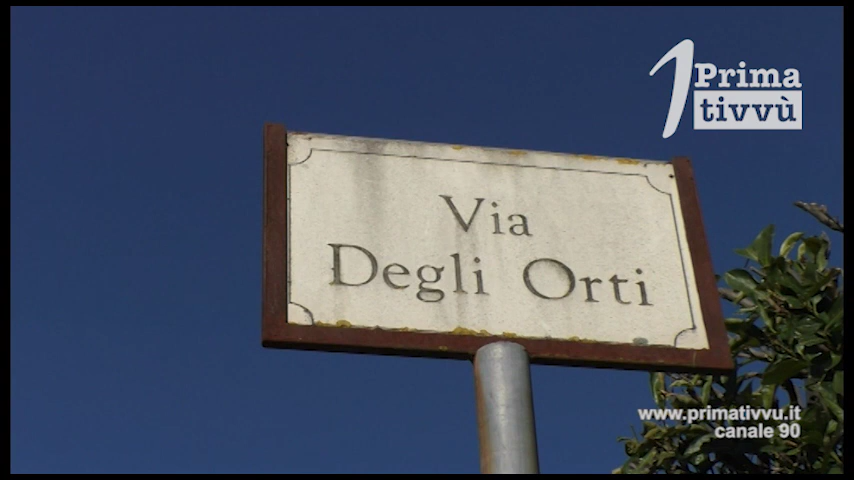 1 Prima
tivvù
Via
Degli Orti
www.primativvu.it
canale 90